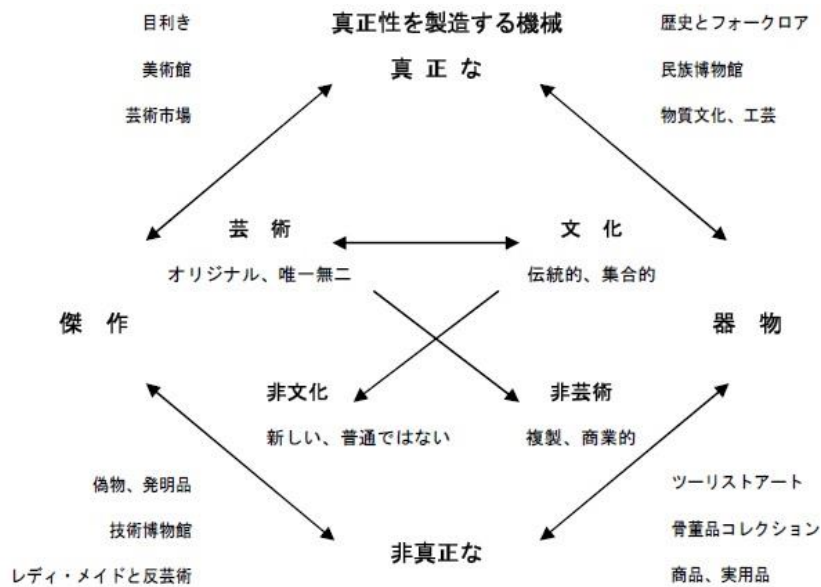 真正性を製造する機械
真正な
目利き
美術館
芸術市場
歴史とフォークロア
民族博物館
物質文化、工芸
芸術
オリジナル、唯一無二
文化
伝統的、集合的
傑作
器物
非文化
新しい、普通ではない
非芸術
複製、商業的
偽物、発明品
技術博物館
レディ・メイドと反芸術
非真正な
ツーリストアート
骨董品コレクション
商品、実用品